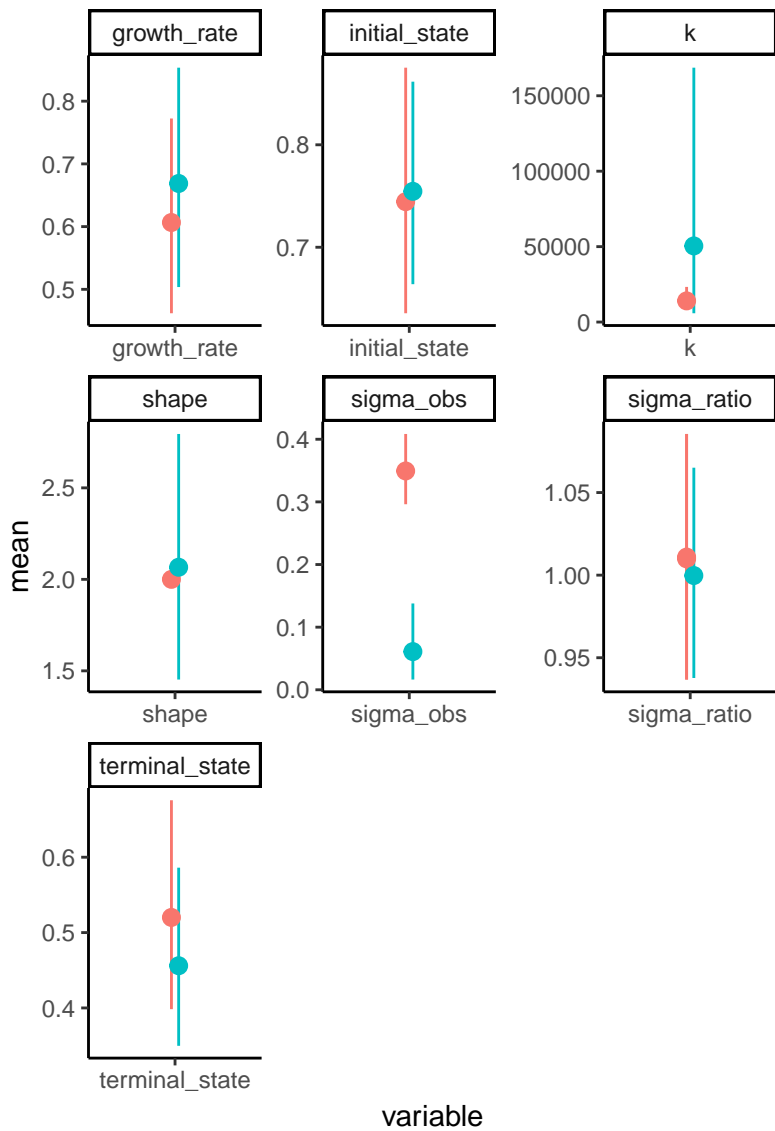 growth_rate
initial_state
k
0.8
0.7
0.6
0.5
0.8
0.7
150000
100000
50000
0
growth_rate
initial_state
k
shape
sigma_obs
sigma_ratio
2.5
2.0
1.5
0.4
0.3
0.2
0.1
0.0
1.05
1.00
0.95
shape
sigma_obs
sigma_ratio
mean
terminal_state
0.6
0.5
0.4
terminal_state
variable